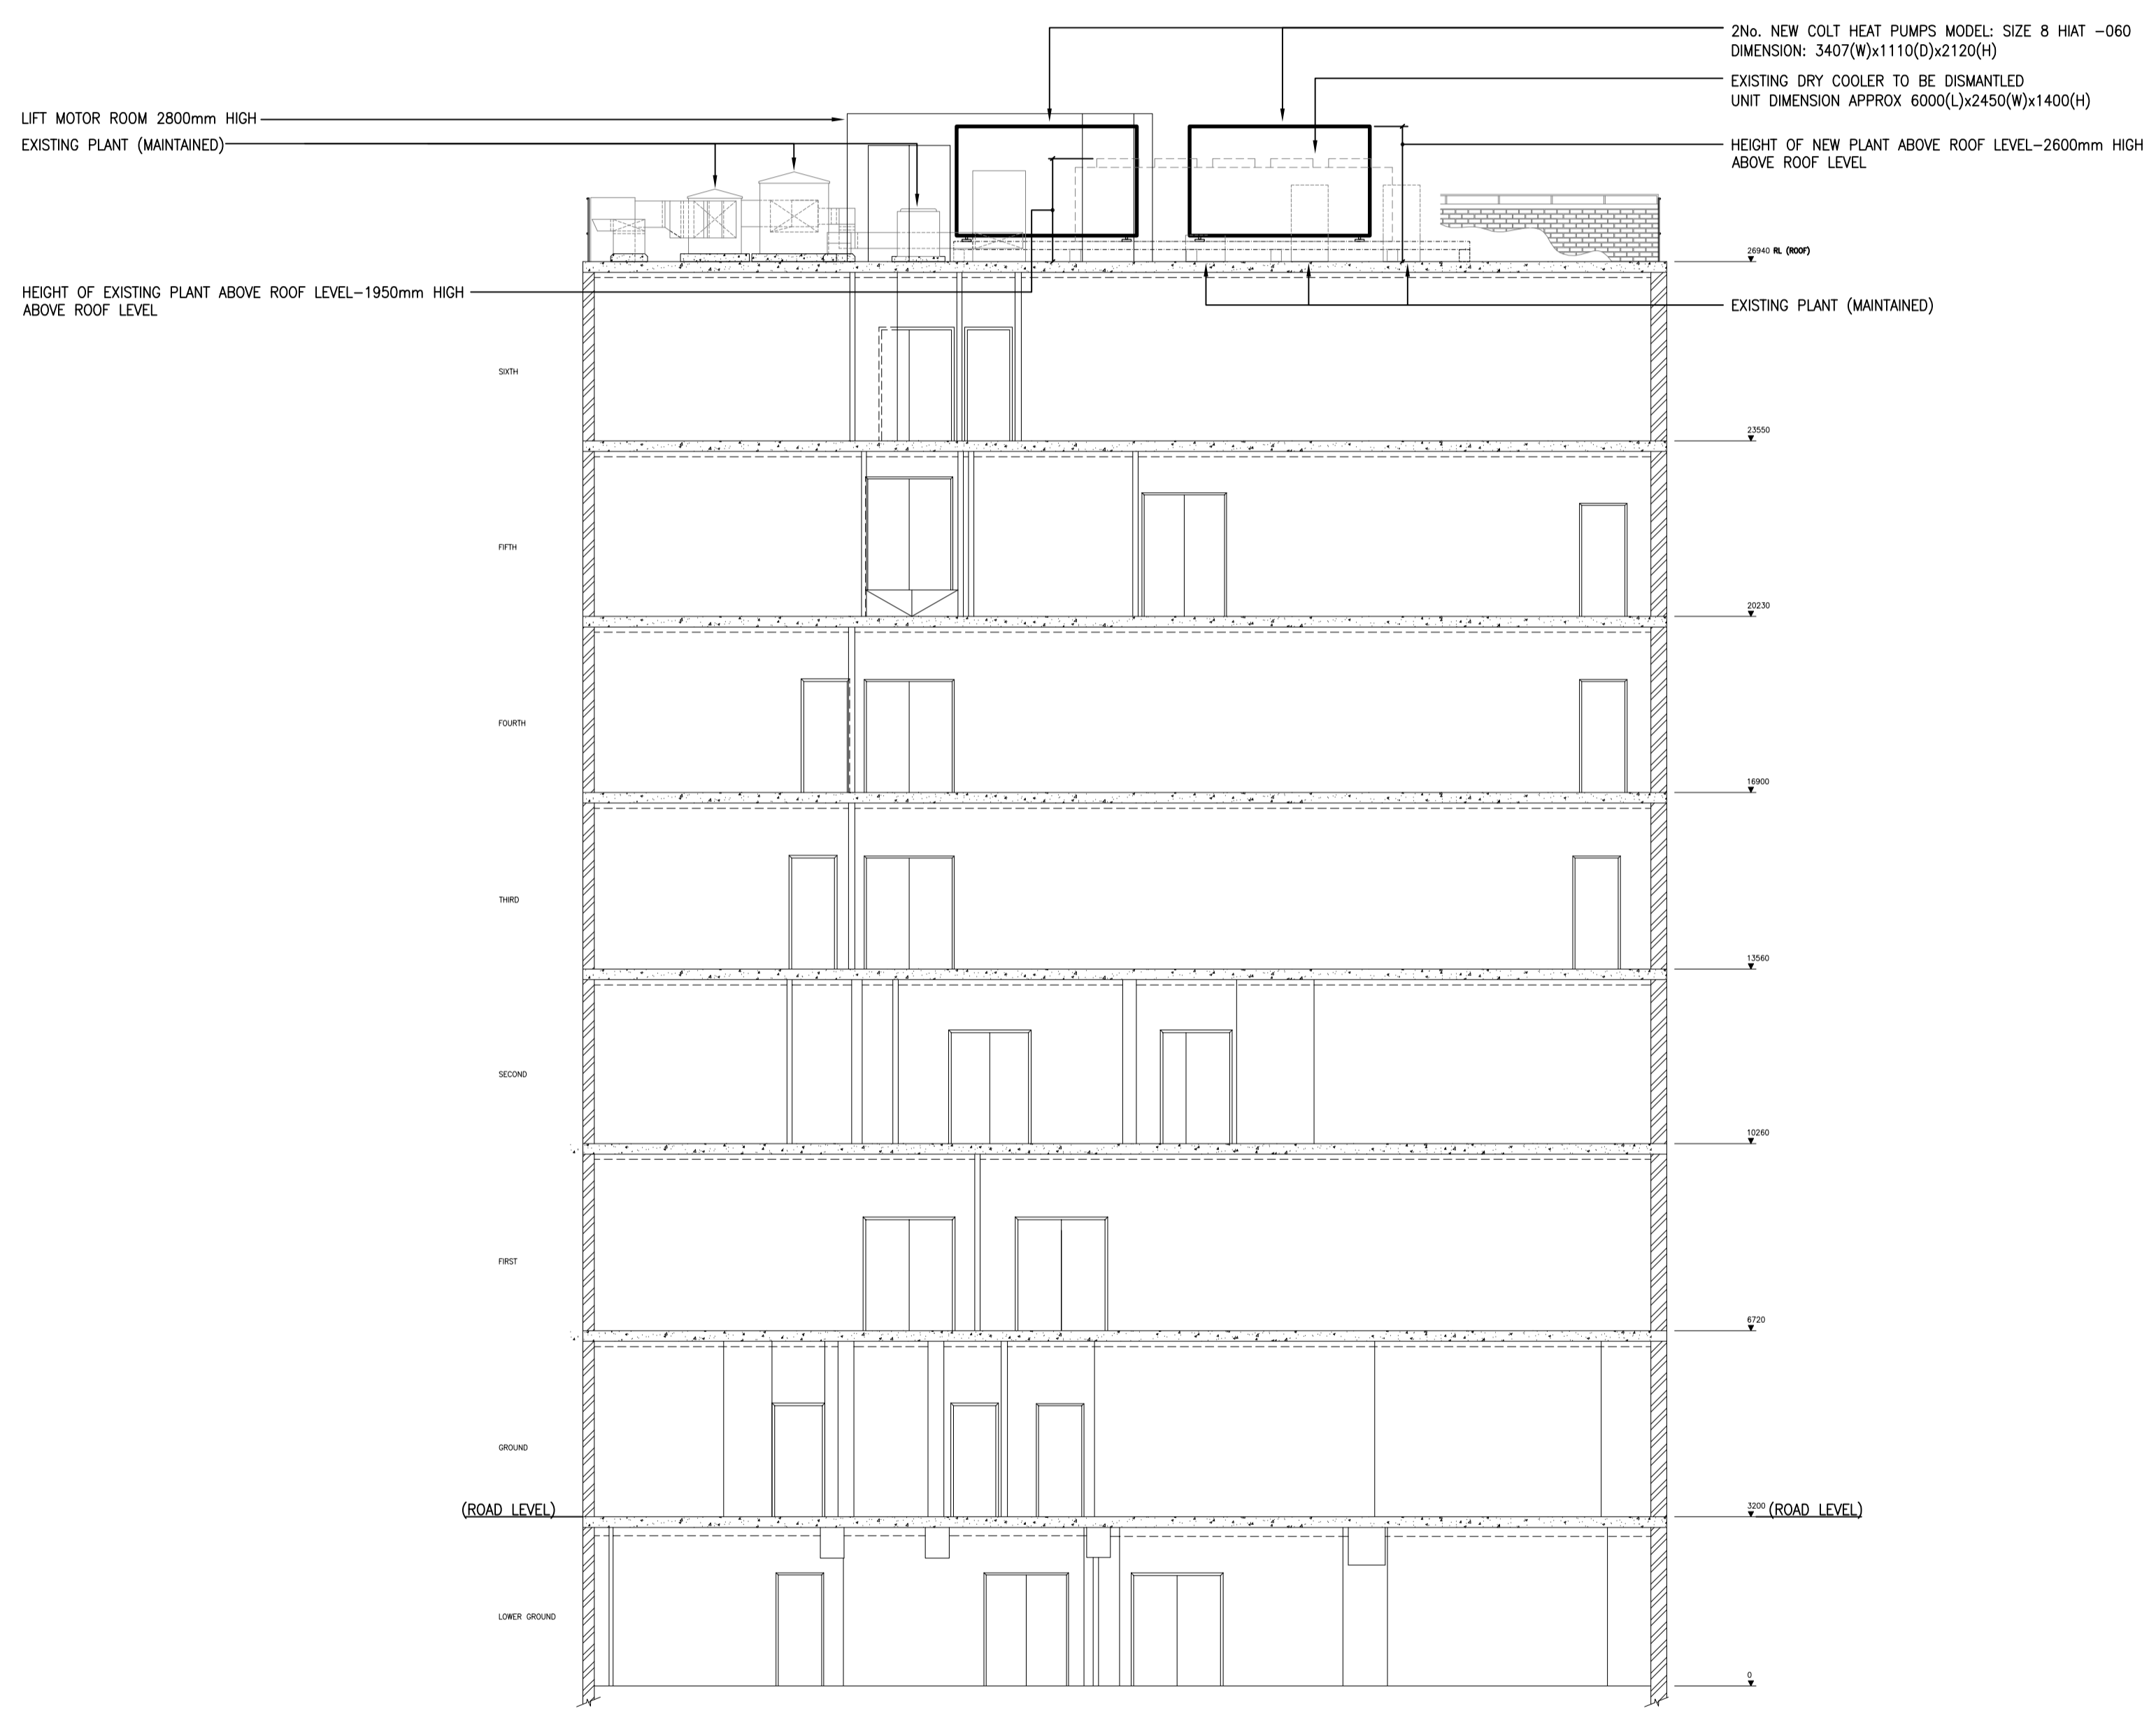 2No. NEW COLT HEAT PUMPS MODEL: SIZE 8 HIAT -060
DIMENSION: 3407(W)x1110(D)x2120(H)
EXISTING DRY COOLER TO BE DISMANTLED
UNIT DIMENSION APPROX 6000(L)x2450(W)x1400(H)
LIFT MOTOR ROOM 2800mm HIGH
EXISTING PLANT (MAINTAINED)
HEIGHT OF NEW PLANT ABOVE ROOF LEVEL-2600mm HIGH
ABOVE ROOF LEVEL
26940 RL (ROOF)
HEIGHT OF EXISTING PLANT ABOVE ROOF LEVEL-1950mm HIGH
ABOVE ROOF LEVEL
EXISTING PLANT (MAINTAINED)
SIXTH
23550
FIFTH
20230
FOURTH
16900
THIRD
13560
SECOND
10260
FIRST
6720
GROUND
(ROAD LEVEL)
3200 (ROAD LEVEL)
LOWER GROUND
0